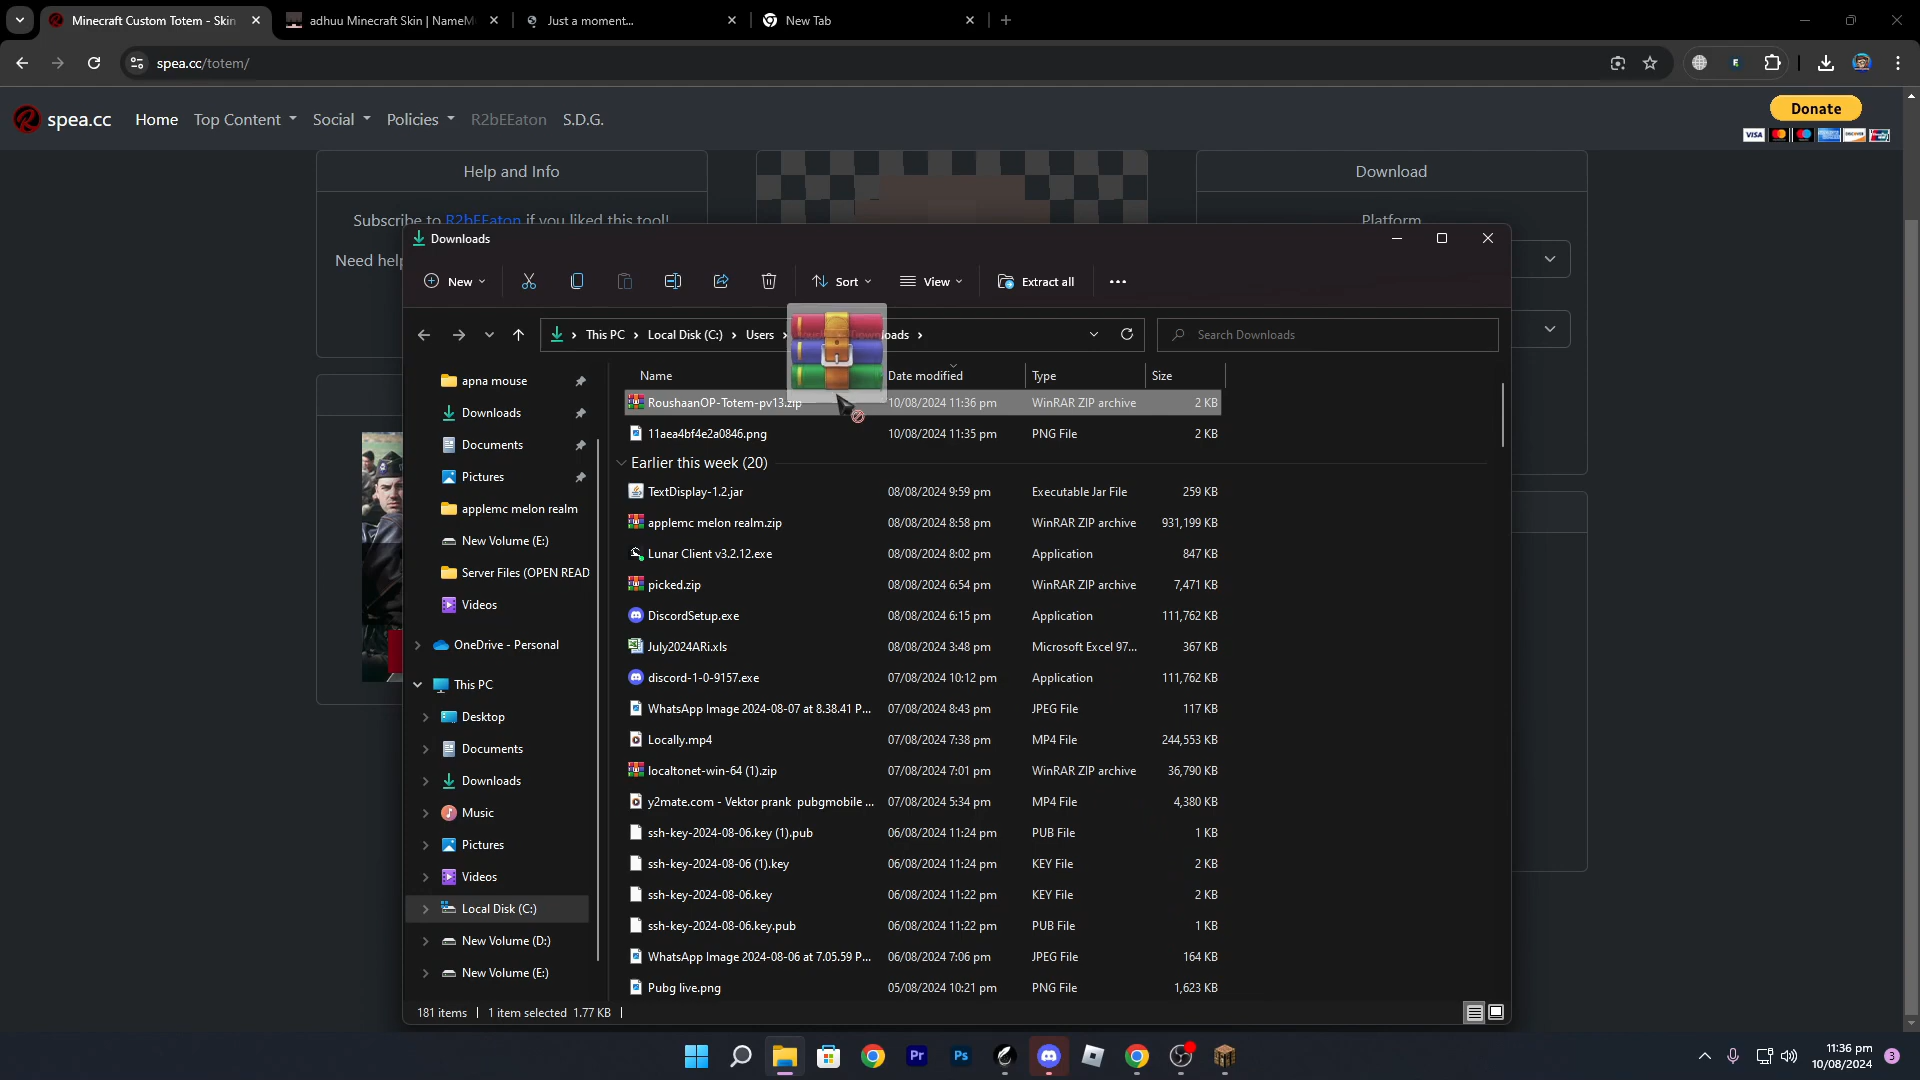 Minecraft Custom Totem - Skin
adhuu Minecraft Skin | NameM
Just a moment...
New Tab
spea.cc/totem/
spea.cc
Home
Top Content
Social
Policies
R2bEEaton
S.D.G.
Donate
VISA
Help and Info
Download
Subscribe to R2bEEaton if you liked this tool!
Platform
Need help
Downloads
New
Sort
View
Extract all
This PC
Local Disk (C:)
Users
Search Downloads
Name
Date modified
Type
Size
RoushaanOP-Totem-pv13.zip 10/08/2024 11:36 pm WinRAR ZIP archive 2 KB
11aea4bf4e2a0846.png 10/08/2024 11:35 pm PNG File 2 KB
Earlier this week (20)
TextDisplay-1.2.jar 08/08/2024 9:59 pm Executable Jar File 259 KB
applemc melon realm.zip 08/08/2024 8:58 pm WinRAR ZIP archive 931,199 KB
Lunar Client v3.2.12.exe 08/08/2024 8:02 pm Application 847 KB
picked.zip 08/08/2024 6:54 pm WinRAR ZIP archive 7,471 KB
DiscordSetup.exe 08/08/2024 6:15 pm Application 111,762 KB
July2024ARi.xls 08/08/2024 3:48 pm Microsoft Excel 97... 367 KB
discord-1-0-9157.exe 07/08/2024 10:12 pm Application 111,762 KB
WhatsApp Image 2024-08-07 at 8.38.41 P... 07/08/2024 8:43 pm JPEG File 117 KB
Locally.mp4 07/08/2024 7:38 pm MP4 File 244,553 KB
localtonet-win-64 (1).zip 07/08/2024 7:01 pm WinRAR ZIP archive 36,790 KB
y2mate.com - Vektor prank pubgmobile ... 07/08/2024 5:34 pm MP4 File 4,380 KB
ssh-key-2024-08-06.key (1).pub 06/08/2024 11:24 pm PUB File 1 KB
ssh-key-2024-08-06 (1).key 06/08/2024 11:24 pm KEY File 2 KB
ssh-key-2024-08-06.key 06/08/2024 11:22 pm KEY File 2 KB
ssh-key-2024-08-06.key.pub 06/08/2024 11:22 pm PUB File 1 KB
WhatsApp Image 2024-08-06 at 7.05.59 P... 06/08/2024 7:06 pm JPEG File 164 KB
Pubg live.png 05/08/2024 10:21 pm PNG File 1,623 KB
apna mouse
Downloads
Documents
Pictures
applemc melon realm
New Volume (E:)
Server Files (OPEN READ
Videos
OneDrive - Personal
This PC
Desktop
Documents
Downloads
Music
Pictures
Videos
Local Disk (C:)
New Volume (D:)
New Volume (E:)
181 items
1 item selected 1.77 KB
Pr
Ps
11:36 pm
10/08/2024
3